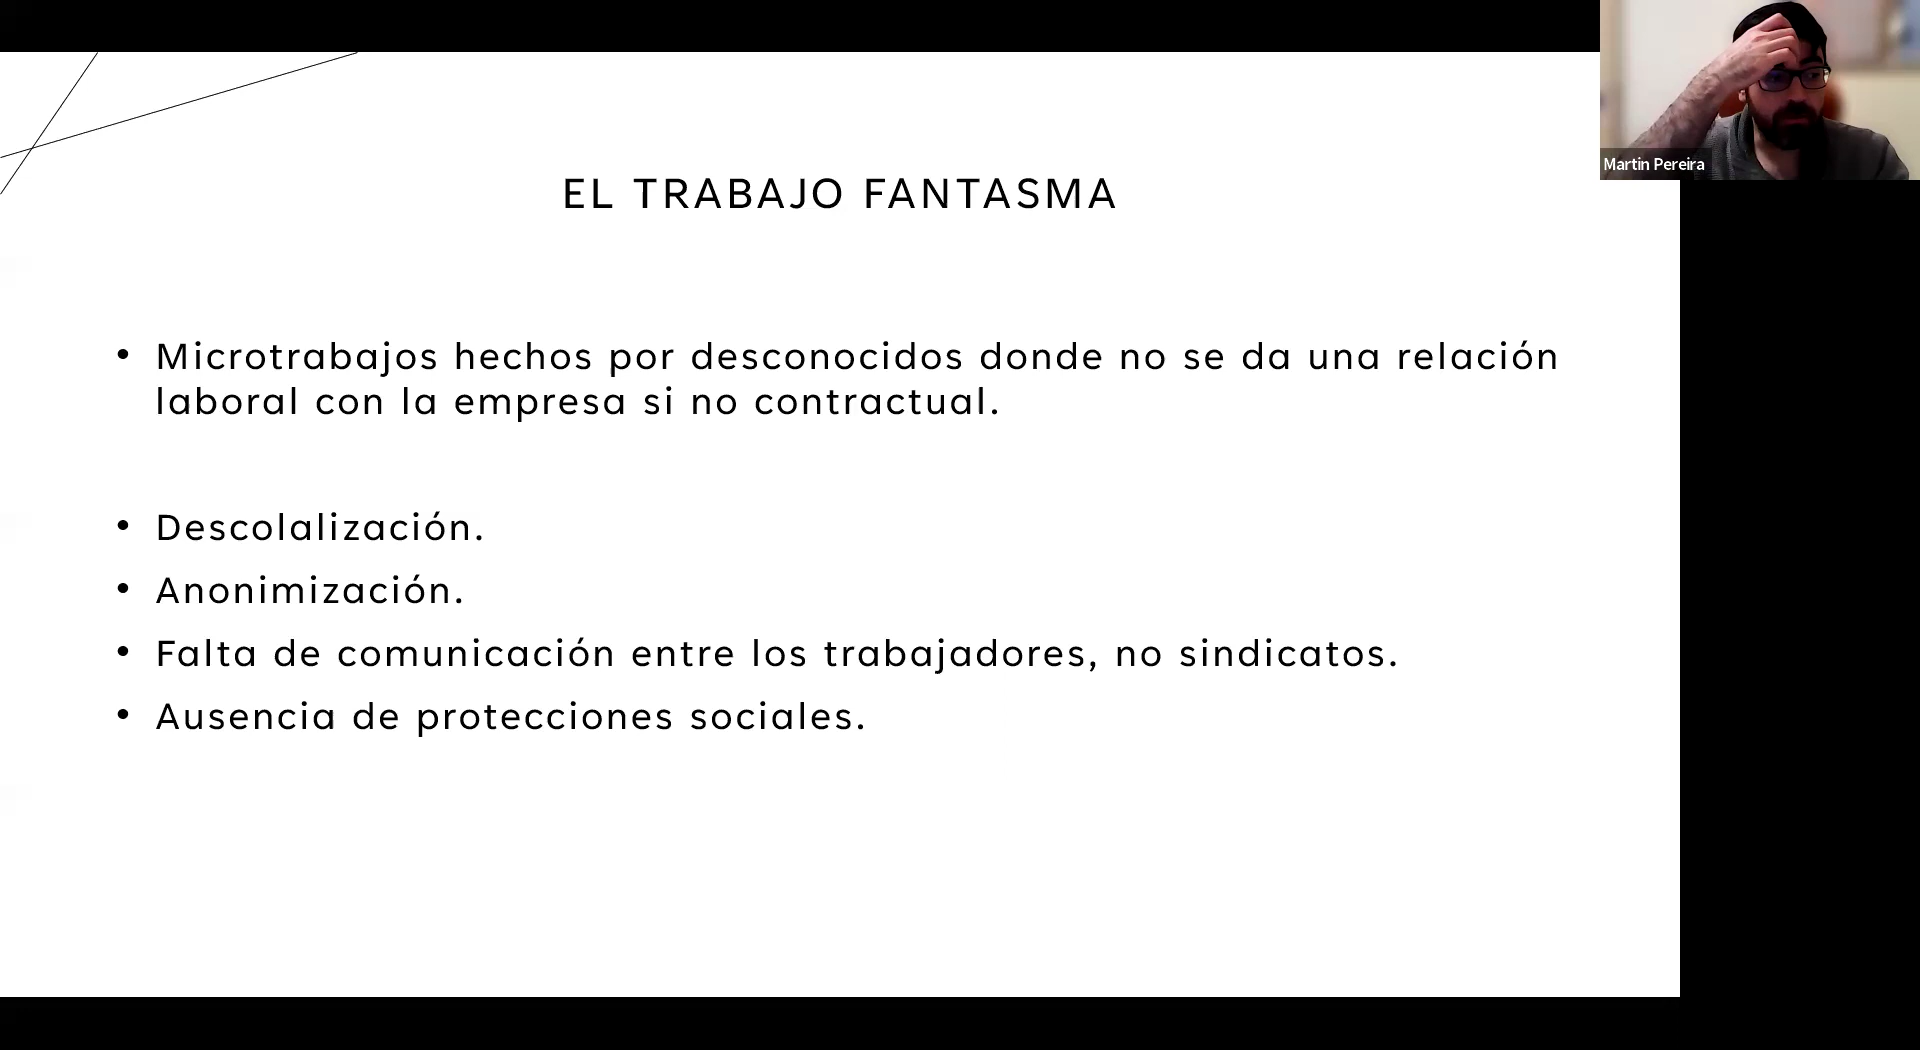 EL TRABAJO FANTASMA
• Microtrabajos hechos por desconocidos donde no se da una relación
laboral con la empresa si no contractual.
• Descolalización.
• Anonimización.
• Falta de comunicación entre los trabajadores, no sindicatos.
• Ausencia de protecciones sociales.
Martin Pereira